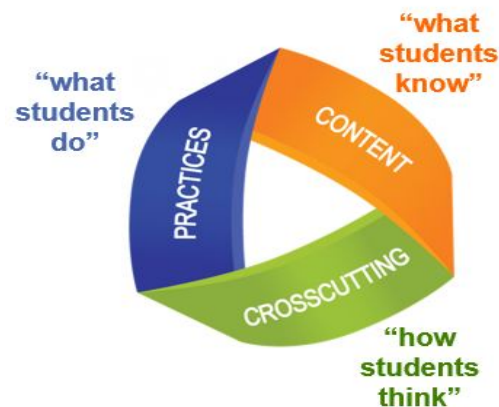 “what
students
do”
“what
students
know”
PRACTICES
CONTENT
CROSSCUTTING
“how
students
think”